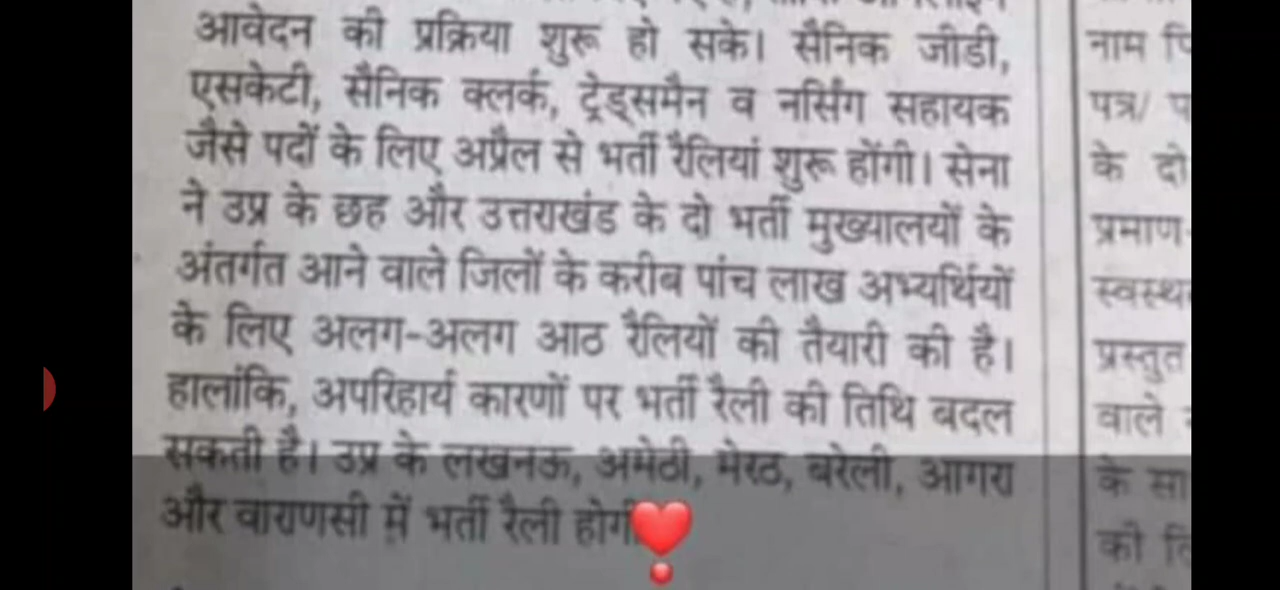 आवेदन की प्रक्रिया शुरू हो सके। सैनिक जीडी,
एसकेटी, सैनिक क्लर्क, ट्रेड्समैन व नर्सिंग सहायक
जैसे पदों के लिए अप्रैल से भर्ती रैलियां शुरू होंगी। सेना
ने उप्र के छह और उत्तराखंड के दो भर्ती मुख्यालयों के
अंतर्गत आने वाले जिलों के करीब पांच लाख अभ्यर्थियों
के लिए अलग-अलग आठ रैलियों की तैयारी की है।
हालांकि, अपरिहार्य कारणों पर भर्ती रैली की तिथि बदल
सकती है। उप्र के लखनऊ, अमेठी, मेरठ, बरेली, आगरा
और वाराणसी में भर्ती रैली होगी
नाम
पत्र/
के दो
प्रमाण-
प्रस्तुत
वाले
के
की